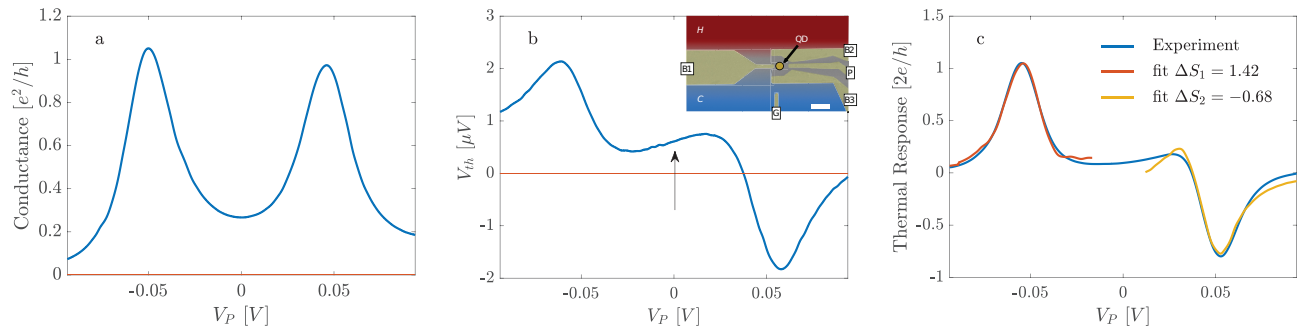 a
Conductance [e²/h]
1.2
1
0.8
0.6
0.4
0.2
0
-0.05
0
0.05
V_P [V]
b
V_th [μV]
3
2
1
0
-1
-2
-0.05
0
0.05
V_P [V]
H
QD
B2
B1
P
C
B3
G
c
Thermal Response [2e/h]
1.5
1
0.5
0
-0.5
-1
-0.05
0
0.05
V_P [V]
Experiment
fit ΔS₁ = 1.42
fit ΔS₂ = −0.68